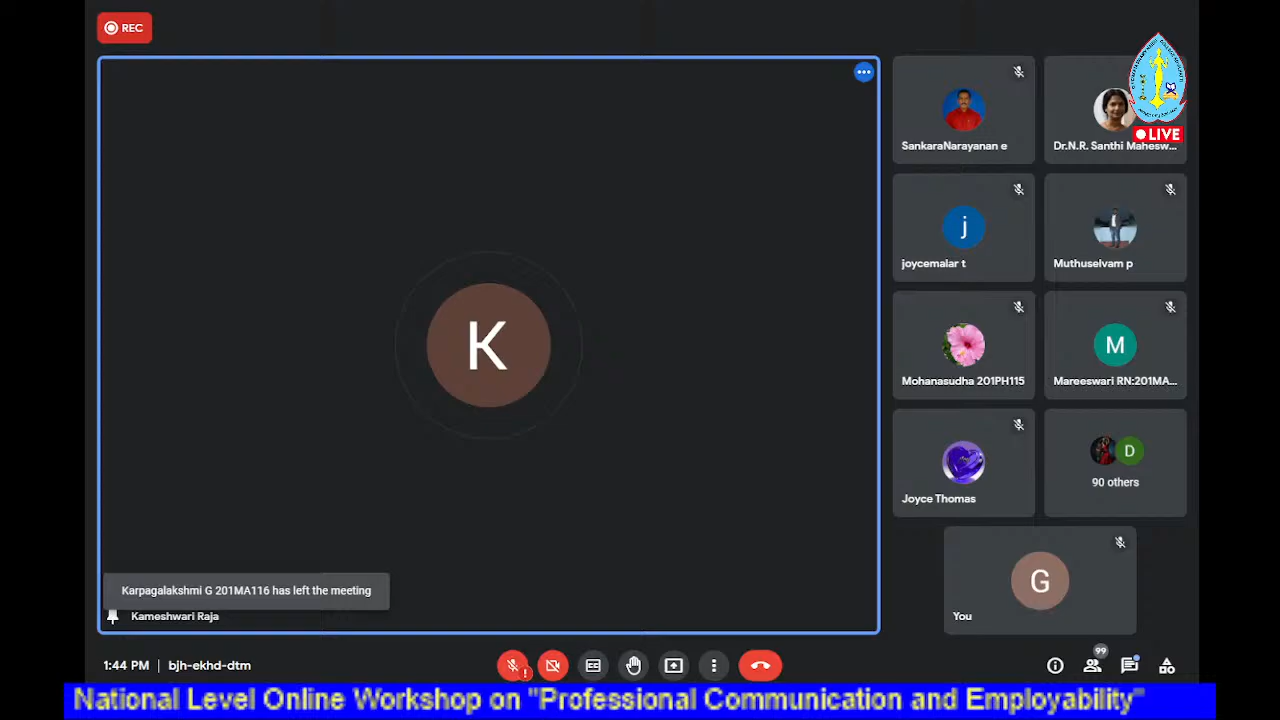 REC
SankaraNarayanan e
Dr.N.R. Santhi Mahesw...
LIVE
j
joycemalar t
Muthuselvam p
K
Mohanasudha 201PH115
M
Mareeswari RN:201MA...
Joyce Thomas
D
90 others
G
You
Karpagalakshmi G 201MA116 has left the meeting
Kameshwari Raja
1:44 PM | bjh-ekhd-dtm
99
National Level Online Workshop on "Professional Communication and Employability"